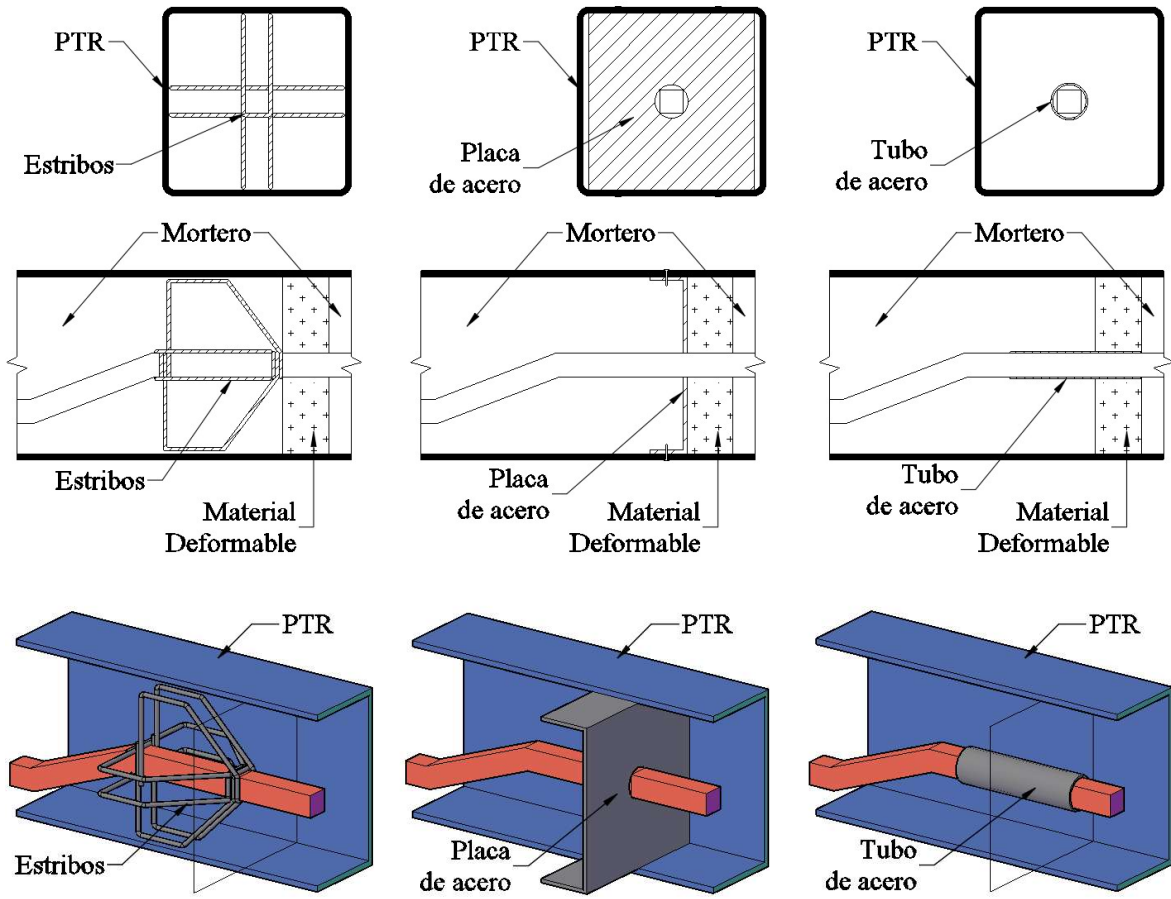 PTR
Estribos
PTR
Placa
de acero
PTR
Tubo
de acero
Mortero
Estribos
Material
Deformable
Mortero
Placa
de acero
Material
Deformable
Mortero
Tubo
de acero
Material
Deformable
PTR
Estribos
PTR
Placa
de acero
PTR
Tubo
de acero